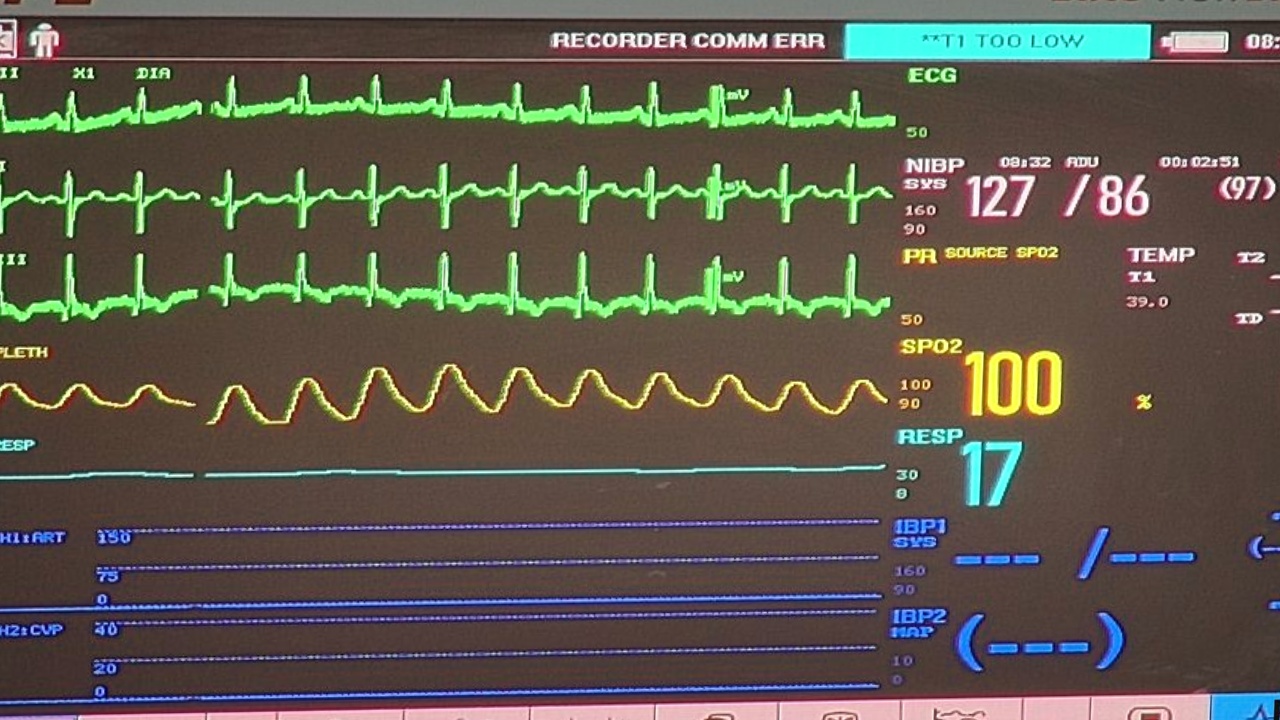 RECORDER COMM ERR **T1 TOO LOW 08:
II X1 DIA ECG
mV
50
I NIBP 08:32 ADU 00:02:51
SYS 127 / 86 (97)
160
90
III PR SOURCE SPO2 TEMP T2
T1
mV
39.0
50 TD
PLETH SPO2
100 100
90 %
RESP RESP 17
30
8
CH1:ART 150 IBP1
SYS --- /--- (--
75 160
0 90
CH2:CVP 40 IBP2
MAP (---)
20 10
0 0